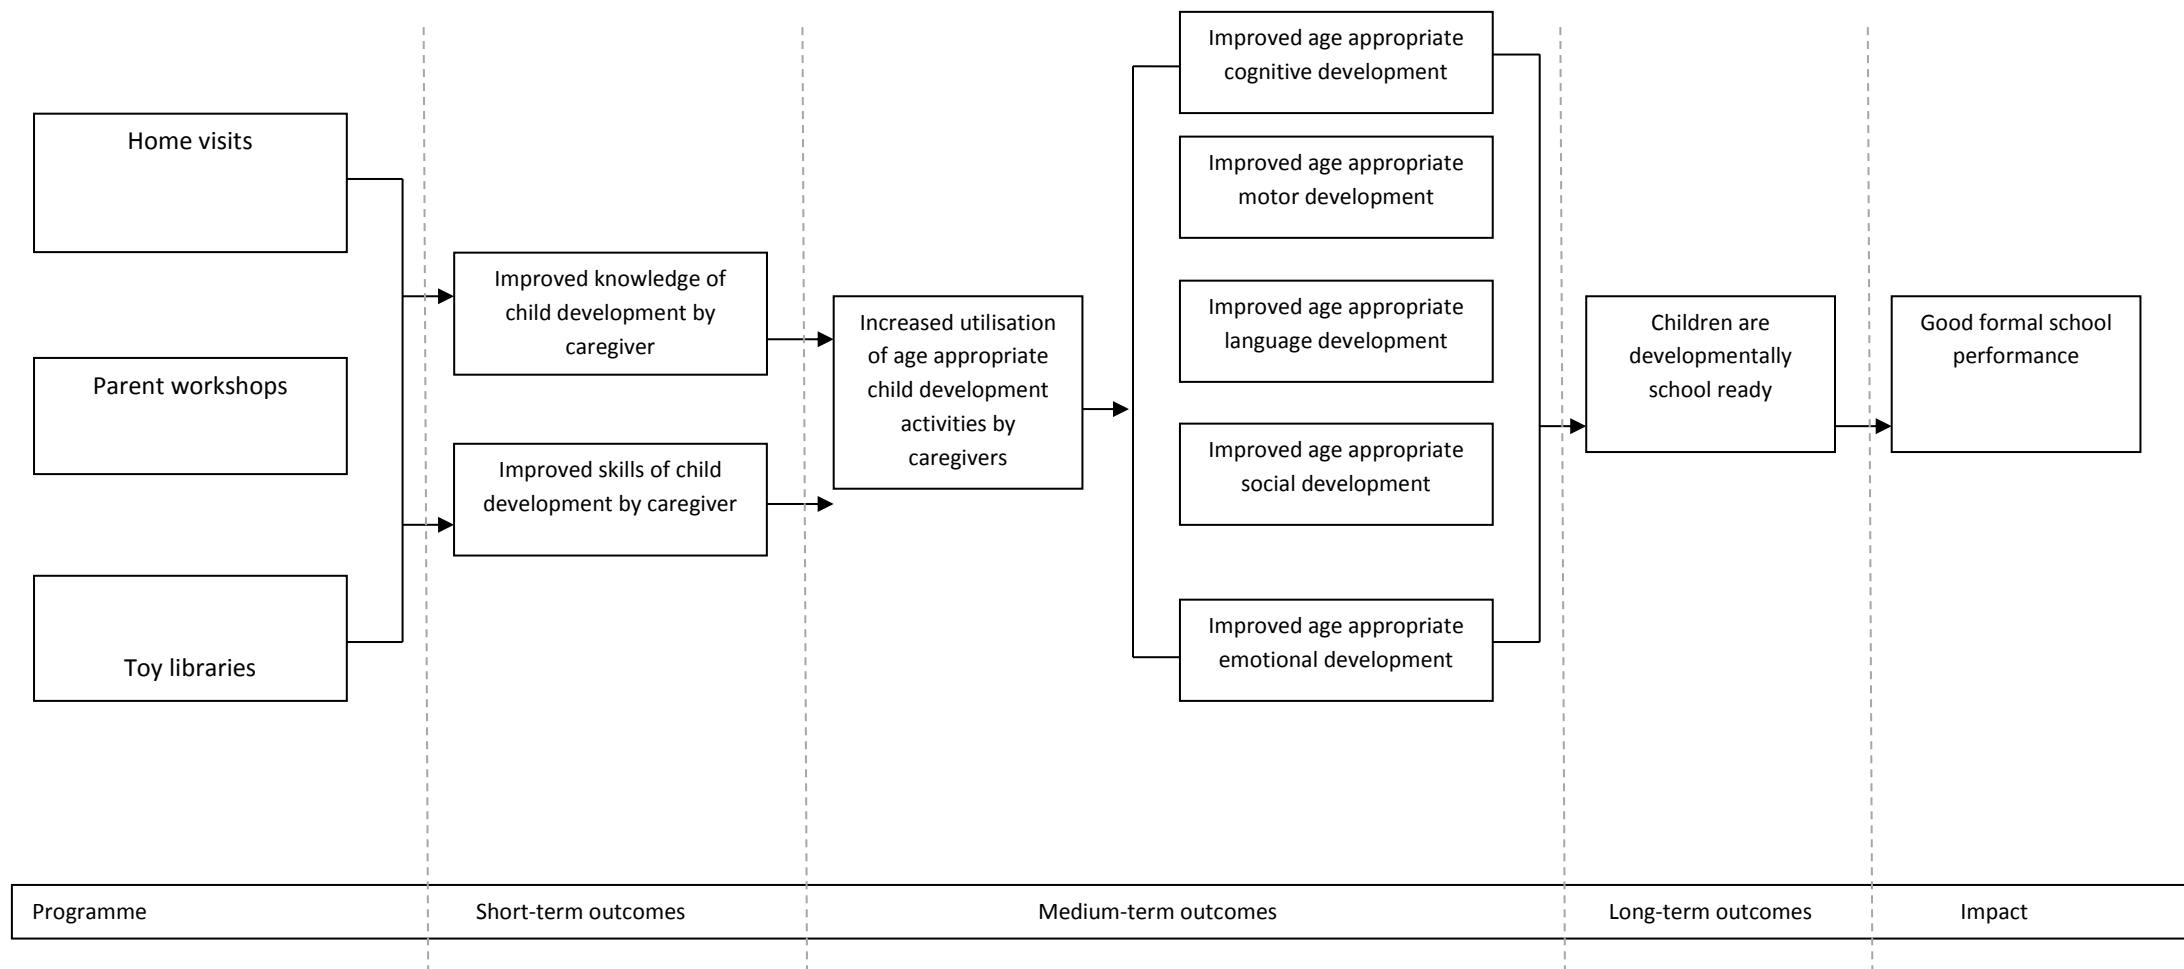 Home visits
Parent workshops
Toy libraries
Improved knowledge of
child development by
caregiver
Improved skills of child
development by caregiver
Increased utilisation
of age appropriate
child development
activities by
caregivers
Improved age appropriate
cognitive development
Improved age appropriate
motor development
Improved age appropriate
language development
Improved age appropriate
social development
Improved age appropriate
emotional development
Children are
developmentally
school ready
Good formal school
performance
Programme
Short-term outcomes
Medium-term outcomes
Long-term outcomes
Impact